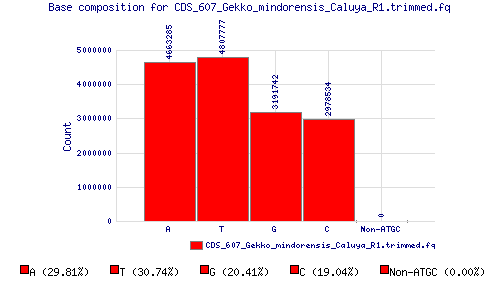 Base composition for CDS_607_Gekko_mindorensis_Caluya_R1.trimmed.fq
5000000
4000000
3000000
2000000
1000000
0
Count
4663285
4807777
3191742
2978534
0
A T G C Non-ATGC
CDS_607_Gekko_mindorensis_Caluya_R1.trimmed.fq
A (29.81%) T (30.74%) G (20.41%) C (19.04%) Non-ATGC (0.00%)